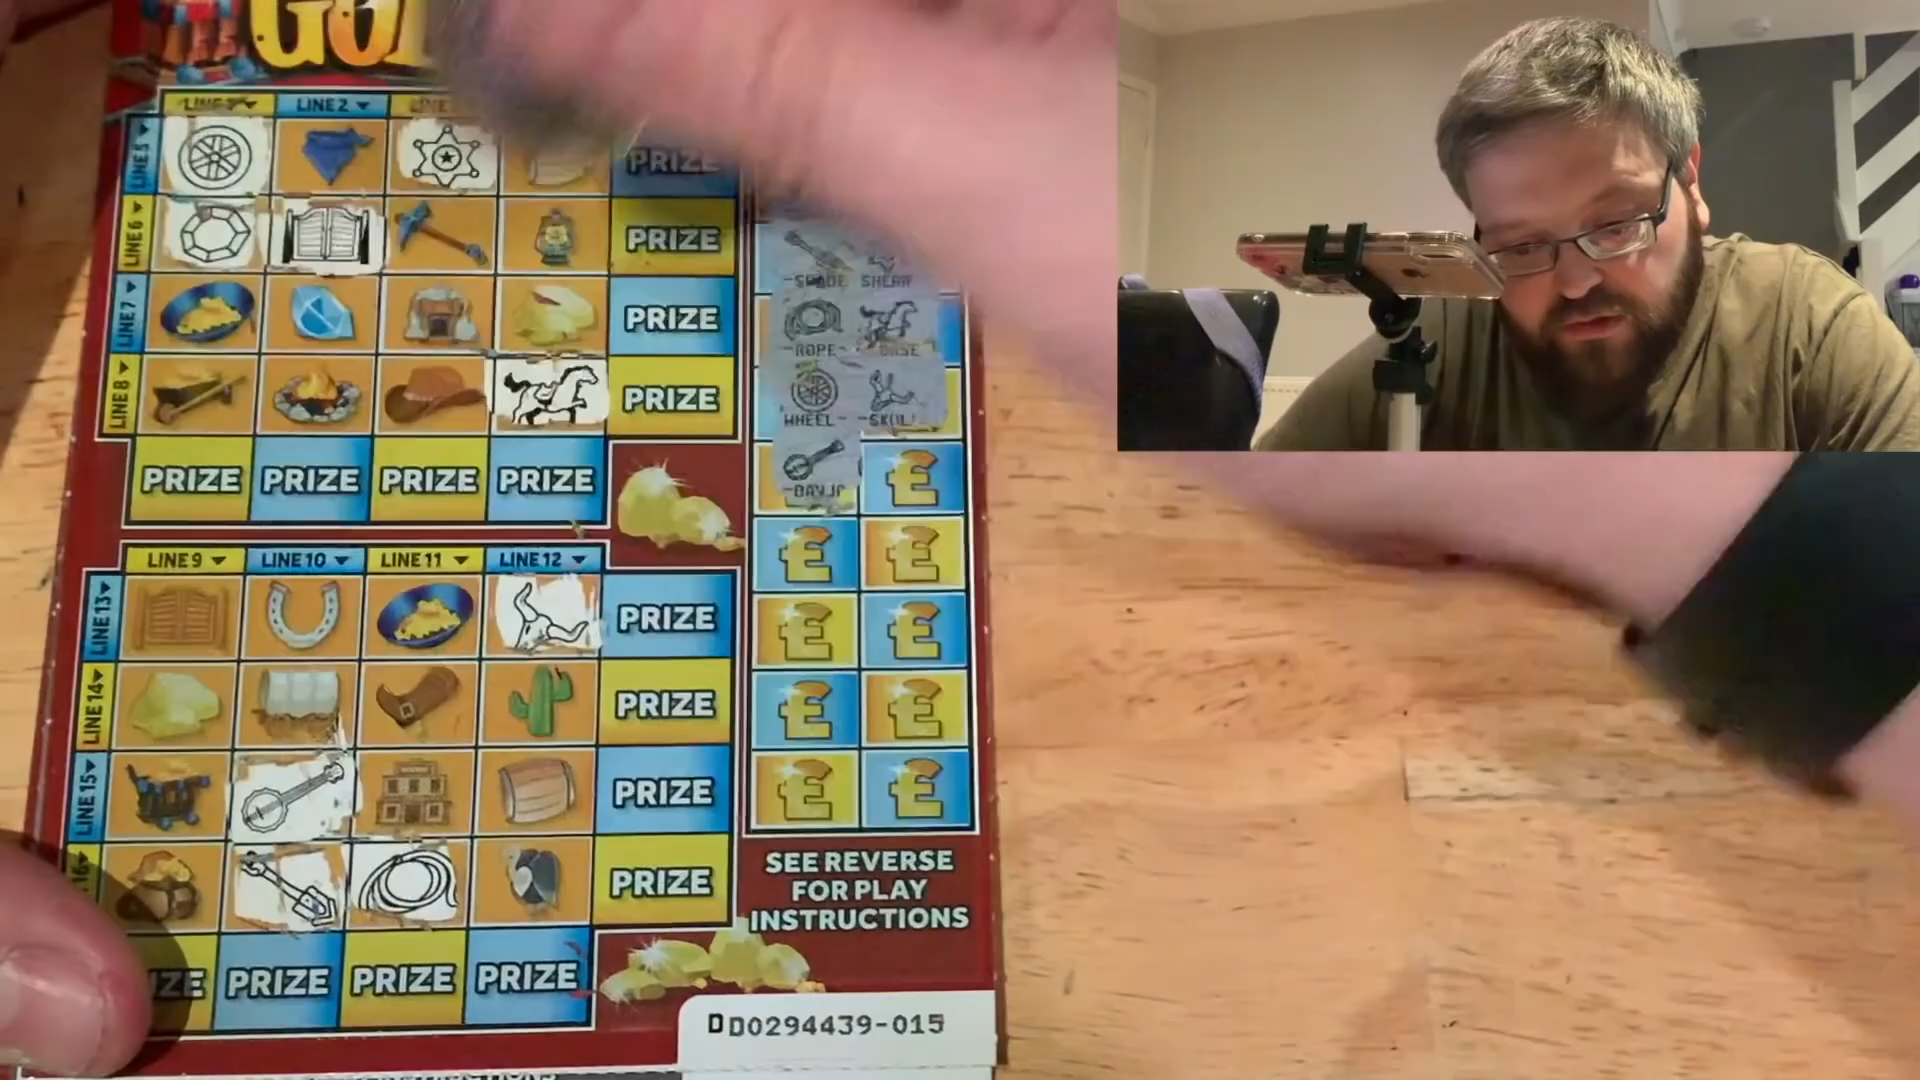 LINE 2
LINE 5
PRIZE
LINE 6
PRIZE
-SPADE
ROPE
LINE 7
PRIZE
WHEEL
LINE 8
PRIZE
PRIZE PRIZE PRIZE PRIZE
£
£ £
LINE 9 LINE 10 LINE 11 LINE 12
LINE 13
PRIZE
£ £
LINE 14
PRIZE
£ £
LINE 15
PRIZE
£ £
16
PRIZE
SEE REVERSE
FOR PLAY
INSTRUCTIONS
PRIZE PRIZE PRIZE
DD0294439-015